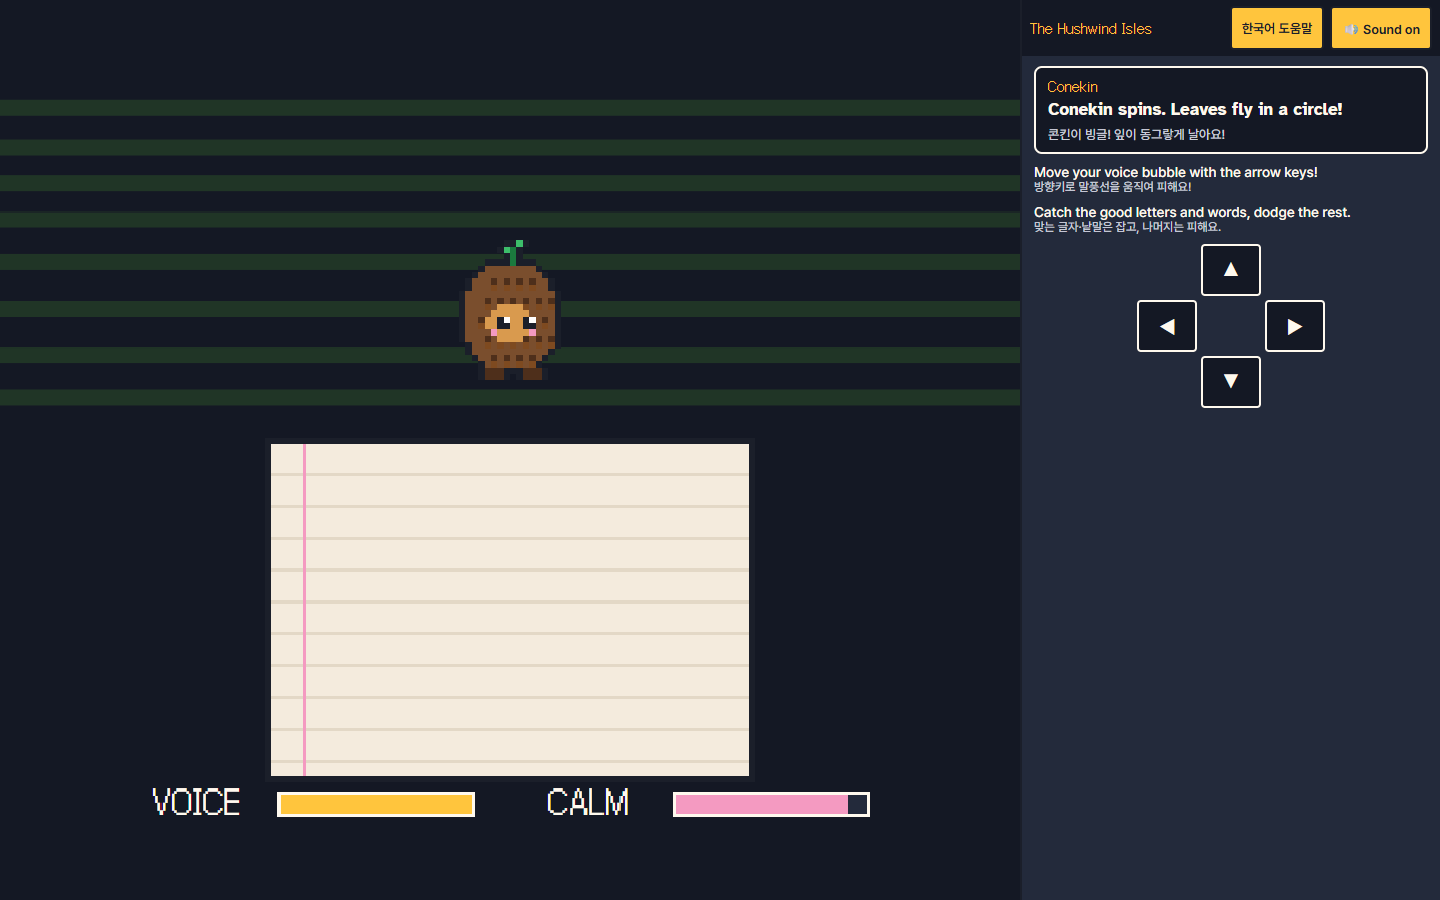 The Hushwind Isles
한국어 도움말
Sound on
Conekin
Conekin spins. Leaves fly in a circle!
콘킨이 빙글! 잎이 동그랗게 날아요!
Move your voice bubble with the arrow keys!
방향키로 말풍선을 움직여 피해요!
Catch the good letters and words, dodge the rest.
맞는 글자·낱말은 잡고, 나머지는 피해요.
VOICE
CALM